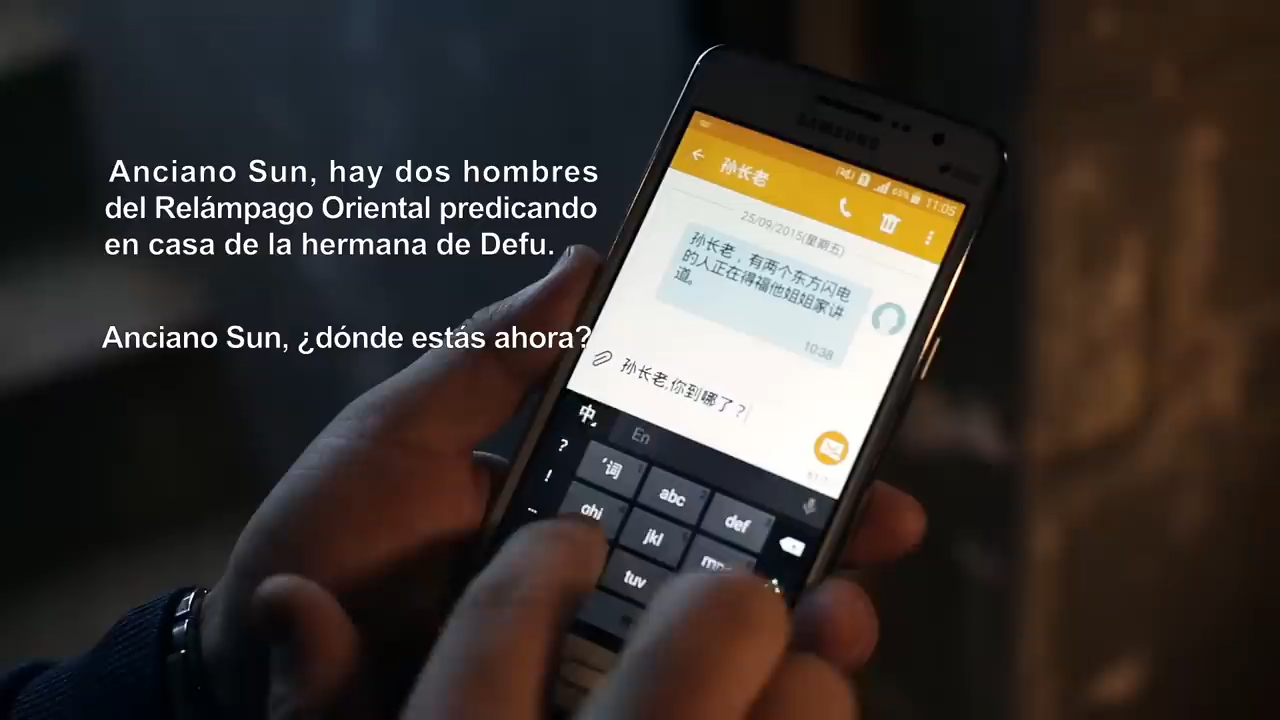 Anciano Sun, hay dos hombres
del Relámpago Oriental predicando
en casa de la hermana de Defu.
Anciano Sun, ¿dónde estás ahora?
SAMSUNG
65% 11:05
孙长老
25/09/2015(星期五)
孙长老，有两个东方闪电
的人正在得福他姐姐家讲
道。
10:38
孙长老,你到哪了？
中
En
?
词
abc
def
!
ghi
jkl
...
tuv